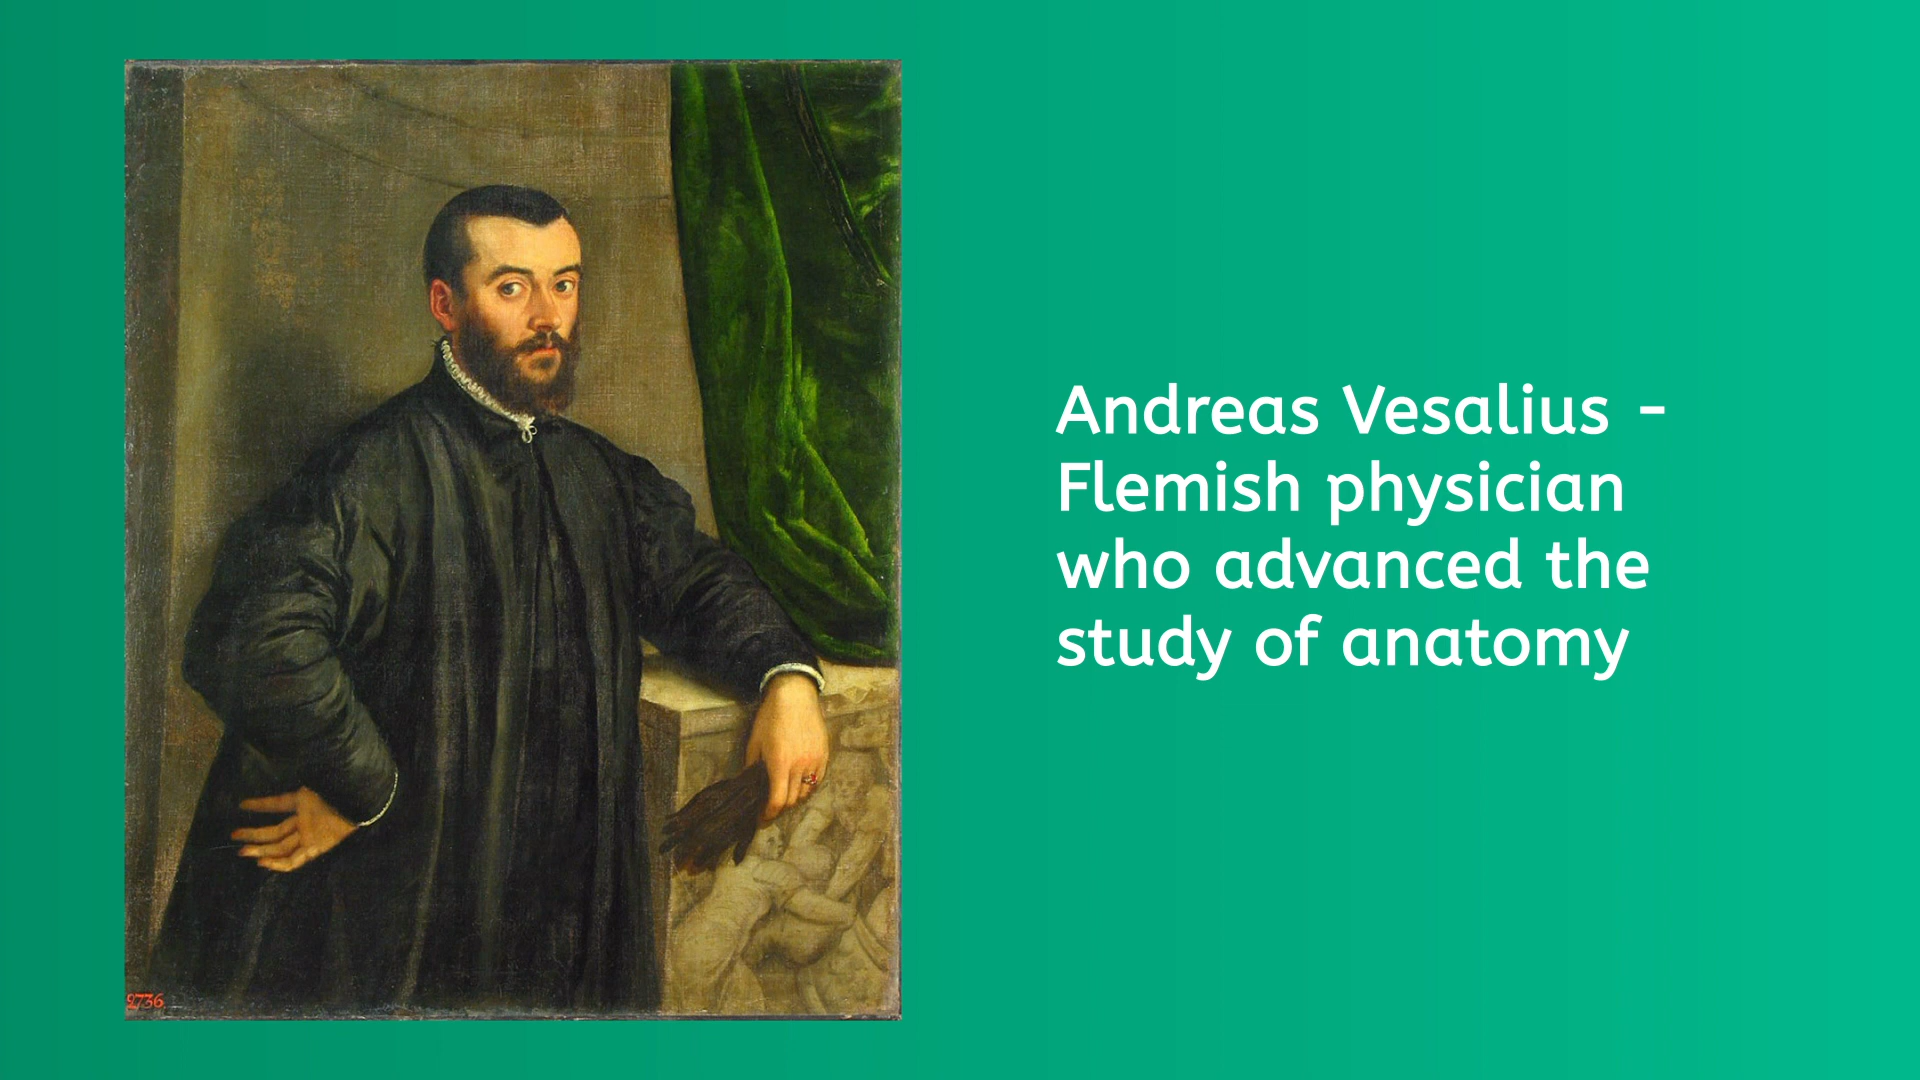 Andreas Vesalius -
Flemish physician
who advanced the
study of anatomy
2736